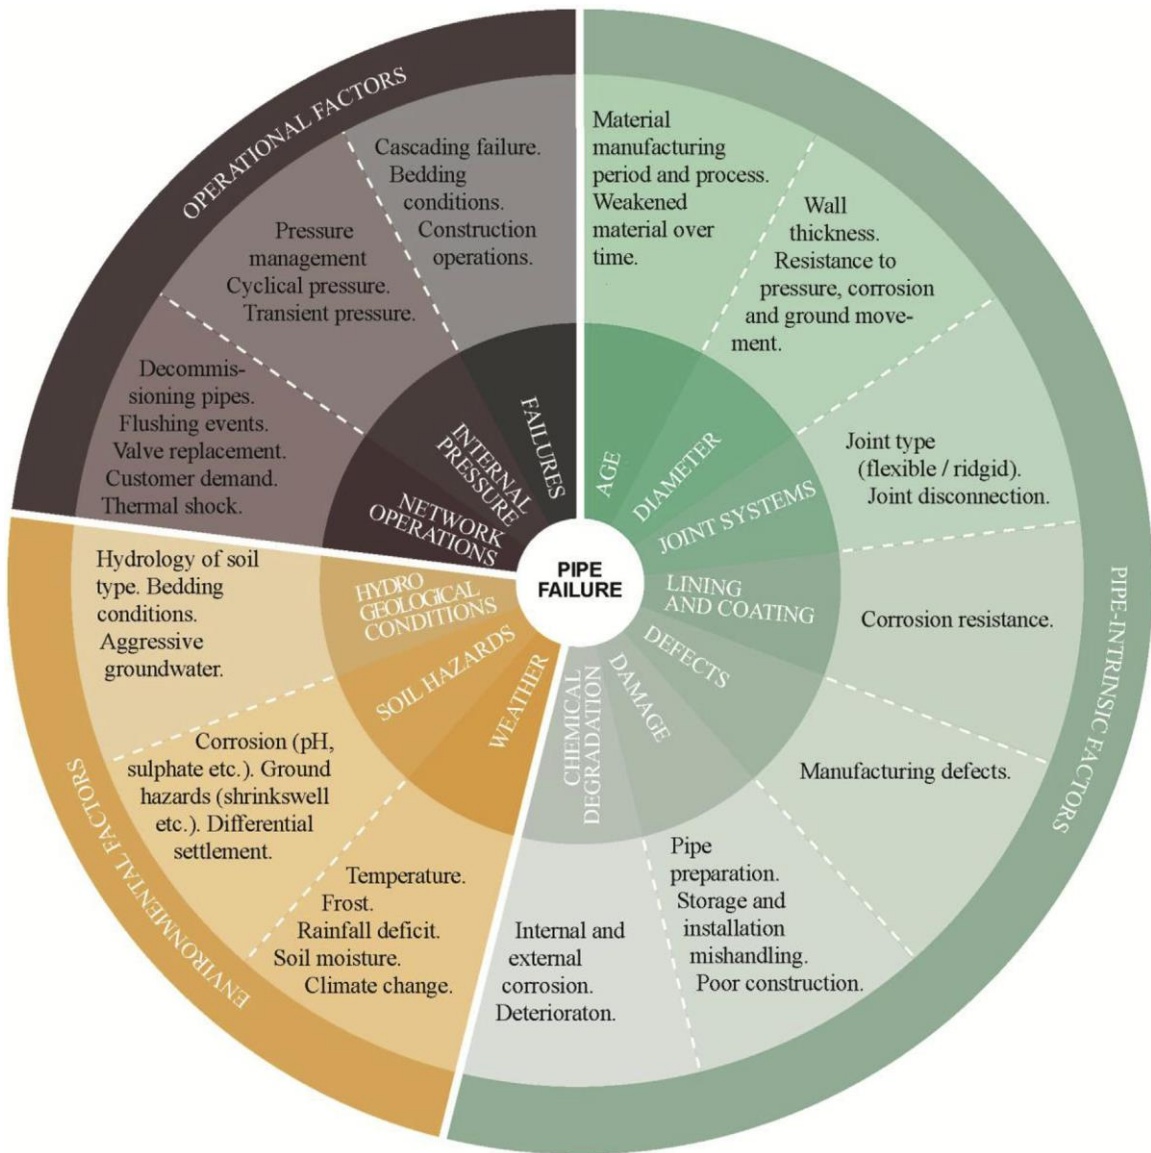 OPERATIONAL FACTORS
Cascading failure.
Bedding
conditions.
Construction
operations.
Pressure
management
Cyclical pressure.
Transient pressure.
Decommis-
sioning pipes.
Flushing events.
Valve replacement.
Customer demand.
Thermal shock.
FAILURES
INTERNAL
PRESSURE
NETWORK
OPERATIONS
PIPE-INTRINSIC FACTORS
Material
manufacturing
period and process.
Weakened
material over
time.
Wall
thickness.
Resistance to
pressure, corrosion
and ground move-
ment.
Joint type
(flexible / ridgid).
Joint disconnection.
Corrosion resistance.
Manufacturing defects.
Pipe
preparation.
Storage and
installation
mishandling.
Poor construction.
Internal and
external
corrosion.
Deterioraton.
AGE
DIAMETER
JOINT SYSTEMS
LINING
AND COATING
DEFECTS
DAMAGE
CHEMICAL
DEGRADATION
PIPE
FAILURE
ENVIRONMENTAL FACTORS
Hydrology of soil
type. Bedding
conditions.
Aggressive
groundwater.
Corrosion (pH,
sulphate etc.). Ground
hazards (shrinkswell
etc.). Differential
settlement.
Temperature.
Frost.
Rainfall deficit.
Soil moisture.
Climate change.
HYDRO
GEOLOGICAL
CONDITIONS
SOIL HAZARDS
WEATHER